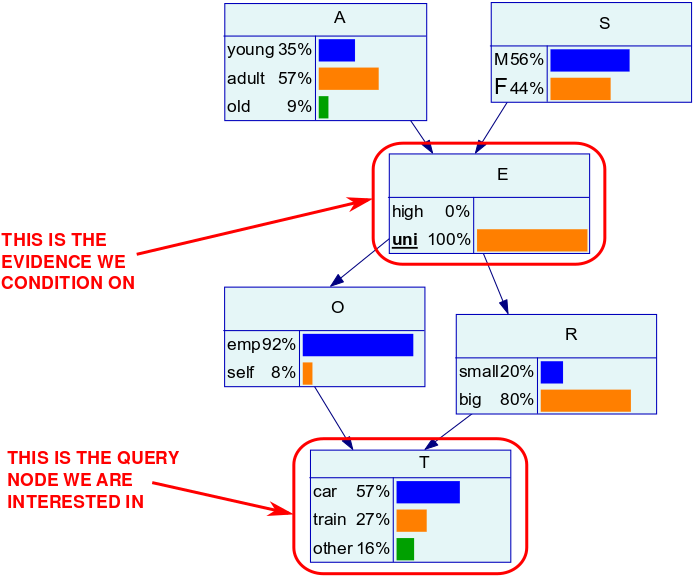 A
young 35%
adult 57%
old 9%
S
M 56%
F 44%
E
high 0%
uni 100%
THIS IS THE
EVIDENCE WE
CONDITION ON
O
emp 92%
self 8%
R
small 20%
big 80%
THIS IS THE QUERY
NODE WE ARE
INTERESTED IN
T
car 57%
train 27%
other 16%